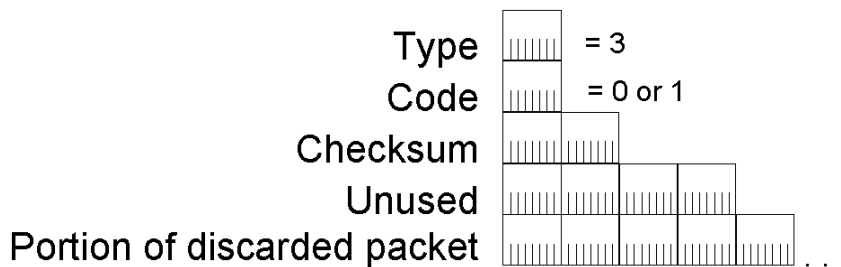 Type = 3
Code = 0 or 1
Checksum
Unused
Portion of discarded packet . .